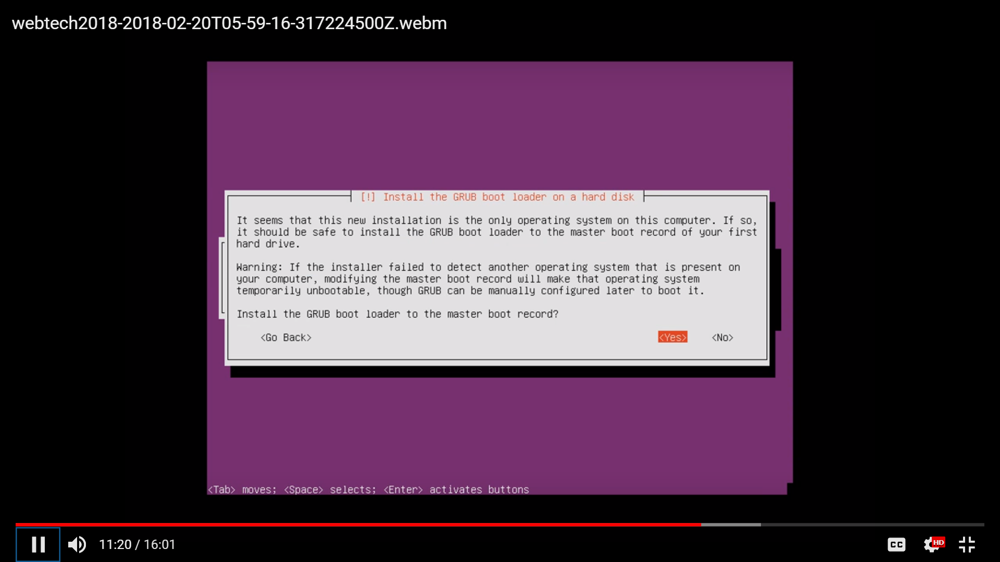 webtech2018-2018-02-20T05-59-16-317224500Z.webm
[!] Install the GRUB boot loader on a hard disk
It seems that this new installation is the only operating system on this computer. If so,
it should be safe to install the GRUB boot loader to the master boot record of your first
hard drive.
Warning: If the installer failed to detect another operating system that is present on
your computer, modifying the master boot record will make that operating system
temporarily unbootable, though GRUB can be manually configured later to boot it.
Install the GRUB boot loader to the master boot record?
<Go Back> <Yes> <No>
<Tab> moves; <Space> selects; <Enter> activates buttons
11:20 / 16:01 CC HD